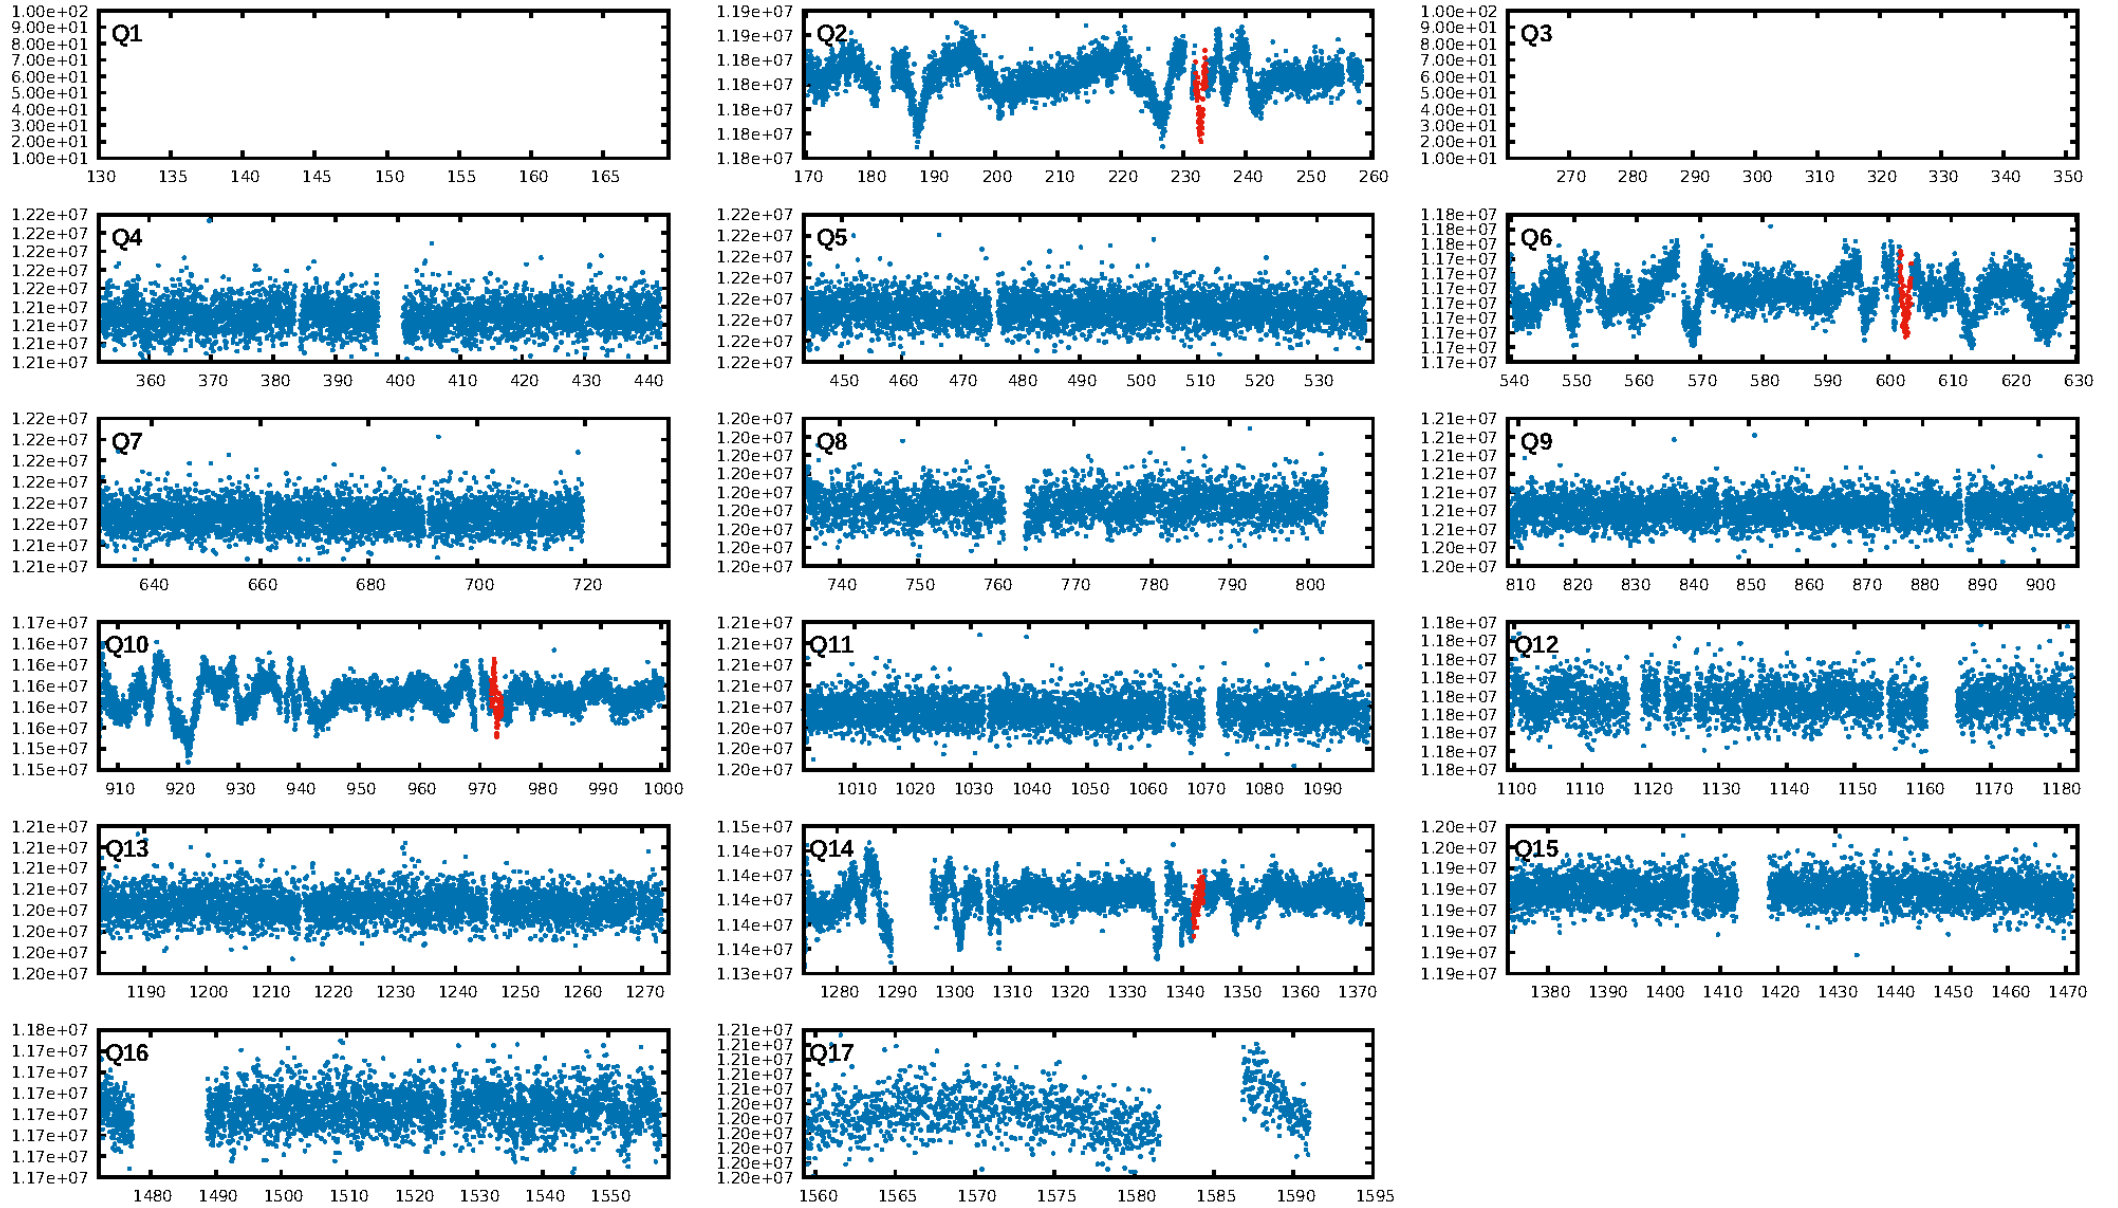 1.00e+02 9.00e+01 8.00e+01 7.00e+01 6.00e+01 5.00e+01 4.00e+01 3.00e+01 2.00e+01 1.00e+01
Q1
130 135 140 145 150 155 160 165
1.19e+07 1.19e+07 1.18e+07 1.18e+07 1.18e+07 1.18e+07 1.18e+07
Q2
170 180 190 200 210 220 230 240 250 260
1.00e+02 9.00e+01 8.00e+01 7.00e+01 6.00e+01 5.00e+01 4.00e+01 3.00e+01 2.00e+01 1.00e+01
Q3
270 280 290 300 310 320 330 340 350
1.22e+07 1.22e+07 1.22e+07 1.22e+07 1.22e+07 1.21e+07 1.21e+07 1.21e+07 1.21e+07
Q4
360 370 380 390 400 410 420 430 440
1.22e+07 1.22e+07 1.22e+07 1.22e+07 1.22e+07 1.22e+07 1.22e+07 1.22e+07
Q5
450 460 470 480 490 500 510 520 530
1.18e+07 1.18e+07 1.17e+07 1.17e+07 1.17e+07 1.17e+07 1.17e+07 1.17e+07 1.17e+07
Q6
540 550 560 570 580 590 600 610 620 630
1.22e+07 1.22e+07 1.22e+07 1.22e+07 1.22e+07 1.22e+07 1.21e+07 1.21e+07
Q7
640 660 680 700 720
1.20e+07 1.20e+07 1.20e+07 1.20e+07 1.20e+07 1.20e+07 1.20e+07 1.20e+07 1.20e+07
Q8
740 750 760 770 780 790 800
1.21e+07 1.21e+07 1.21e+07 1.21e+07 1.21e+07 1.21e+07 1.20e+07 1.20e+07
Q9
810 820 830 840 850 860 870 880 890 900
1.17e+07 1.16e+07 1.16e+07 1.16e+07 1.16e+07 1.16e+07 1.15e+07 1.15e+07
Q10
910 920 930 940 950 960 970 980 990 1000
1.21e+07 1.21e+07 1.21e+07 1.21e+07 1.21e+07 1.20e+07 1.20e+07 1.20e+07
Q11
1010 1020 1030 1040 1050 1060 1070 1080 1090
1.18e+07 1.18e+07 1.18e+07 1.18e+07 1.18e+07 1.18e+07 1.18e+07 1.18e+07 1.18e+07
Q12
1100 1110 1120 1130 1140 1150 1160 1170 1180
1.21e+07 1.21e+07 1.21e+07 1.21e+07 1.20e+07 1.20e+07 1.20e+07 1.20e+07
Q13
1190 1200 1210 1220 1230 1240 1250 1260 1270
1.15e+07 1.14e+07 1.14e+07 1.14e+07 1.14e+07 1.14e+07 1.13e+07
Q14
1280 1290 1300 1310 1320 1330 1340 1350 1360 1370
1.20e+07 1.20e+07 1.19e+07 1.19e+07 1.19e+07 1.19e+07 1.19e+07 1.19e+07
Q15
1380 1390 1400 1410 1420 1430 1440 1450 1460 1470
1.18e+07 1.17e+07 1.17e+07 1.17e+07 1.17e+07 1.17e+07 1.17e+07 1.17e+07
Q16
1480 1490 1500 1510 1520 1530 1540 1550
1.21e+07 1.21e+07 1.21e+07 1.21e+07 1.21e+07 1.20e+07 1.20e+07 1.20e+07 1.20e+07 1.20e+07 1.20e+07
Q17
1560 1565 1570 1575 1580 1585 1590 1595